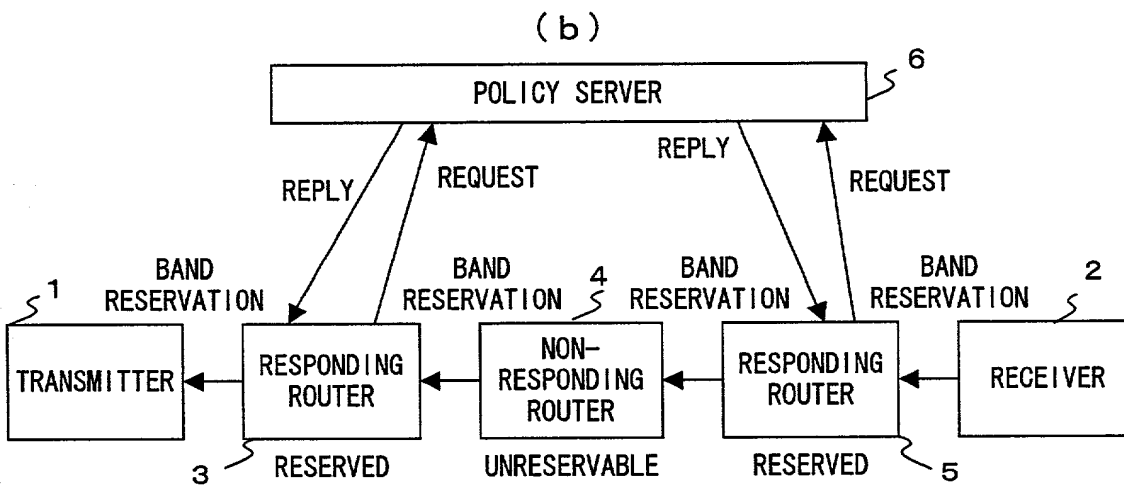 (b)
6
POLICY SERVER
REPLY
REQUEST
REPLY
REQUEST
1
BAND
RESERVATION
BAND
RESERVATION
4
BAND
RESERVATION
BAND
RESERVATION
2
TRANSMITTER
RESPONDING
ROUTER
NON-
RESPONDING
ROUTER
RESPONDING
ROUTER
RECEIVER
3
RESERVED
UNRESERVABLE
RESERVED
5